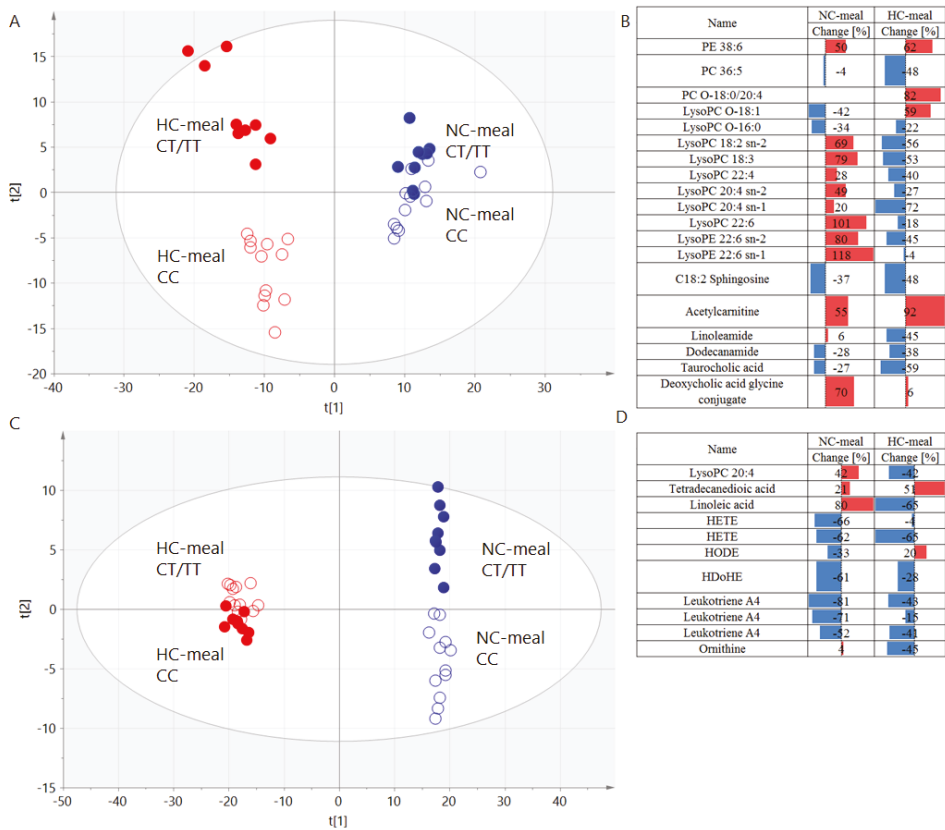 A
t[2]
15
10
5
0
-5
-10
-15
-20
-40
-30
-20
-10
0
10
20
30
t[1]
HC-meal
CT/TT
NC-meal
CT/TT
HC-meal
CC
NC-meal
CC
B
Name NC-meal HC-meal
Change [%] Change [%]
PE 38:6 50 62
PC 36:5 -4 -48
PC O-18:0/20:4 82
LysoPC O-18:1 -42 59
LysoPC O-16:0 -34 -22
LysoPC 18:2 sn-2 69 -56
LysoPC 18:3 79 -53
LysoPC 22:4 28 -40
LysoPC 20:4 sn-2 49 -27
LysoPC 20:4 sn-1 20 -72
LysoPC 22:6 101 -18
LysoPE 22:6 sn-2 80 -45
LysoPE 22:6 sn-1 118 -4
C18:2 Sphingosine -37 -48
Acetylcarnitine 55 92
Linoleamide 6 -45
Dodecanamide -28 -38
Taurocholic acid -27 -59
Deoxycholic acid glycine
conjugate 70 6
C
t[2]
10
5
0
-5
-10
-15
-50
-40
-30
-20
-10
0
10
20
30
40
t[1]
HC-meal
CT/TT
NC-meal
CT/TT
HC-meal
CC
NC-meal
CC
D
Name NC-meal HC-meal
Change [%] Change [%]
LysoPC 20:4 42 -42
Tetradecanedioic acid 21 51
Linoleic acid 80 -65
HETE -66 -4
HETE -62 -65
HODE -33 20
HDoHE -61 -28
Leukotriene A4 -81 -43
Leukotriene A4 -71 -15
Leukotriene A4 -52 -41
Ornithine 4 -45